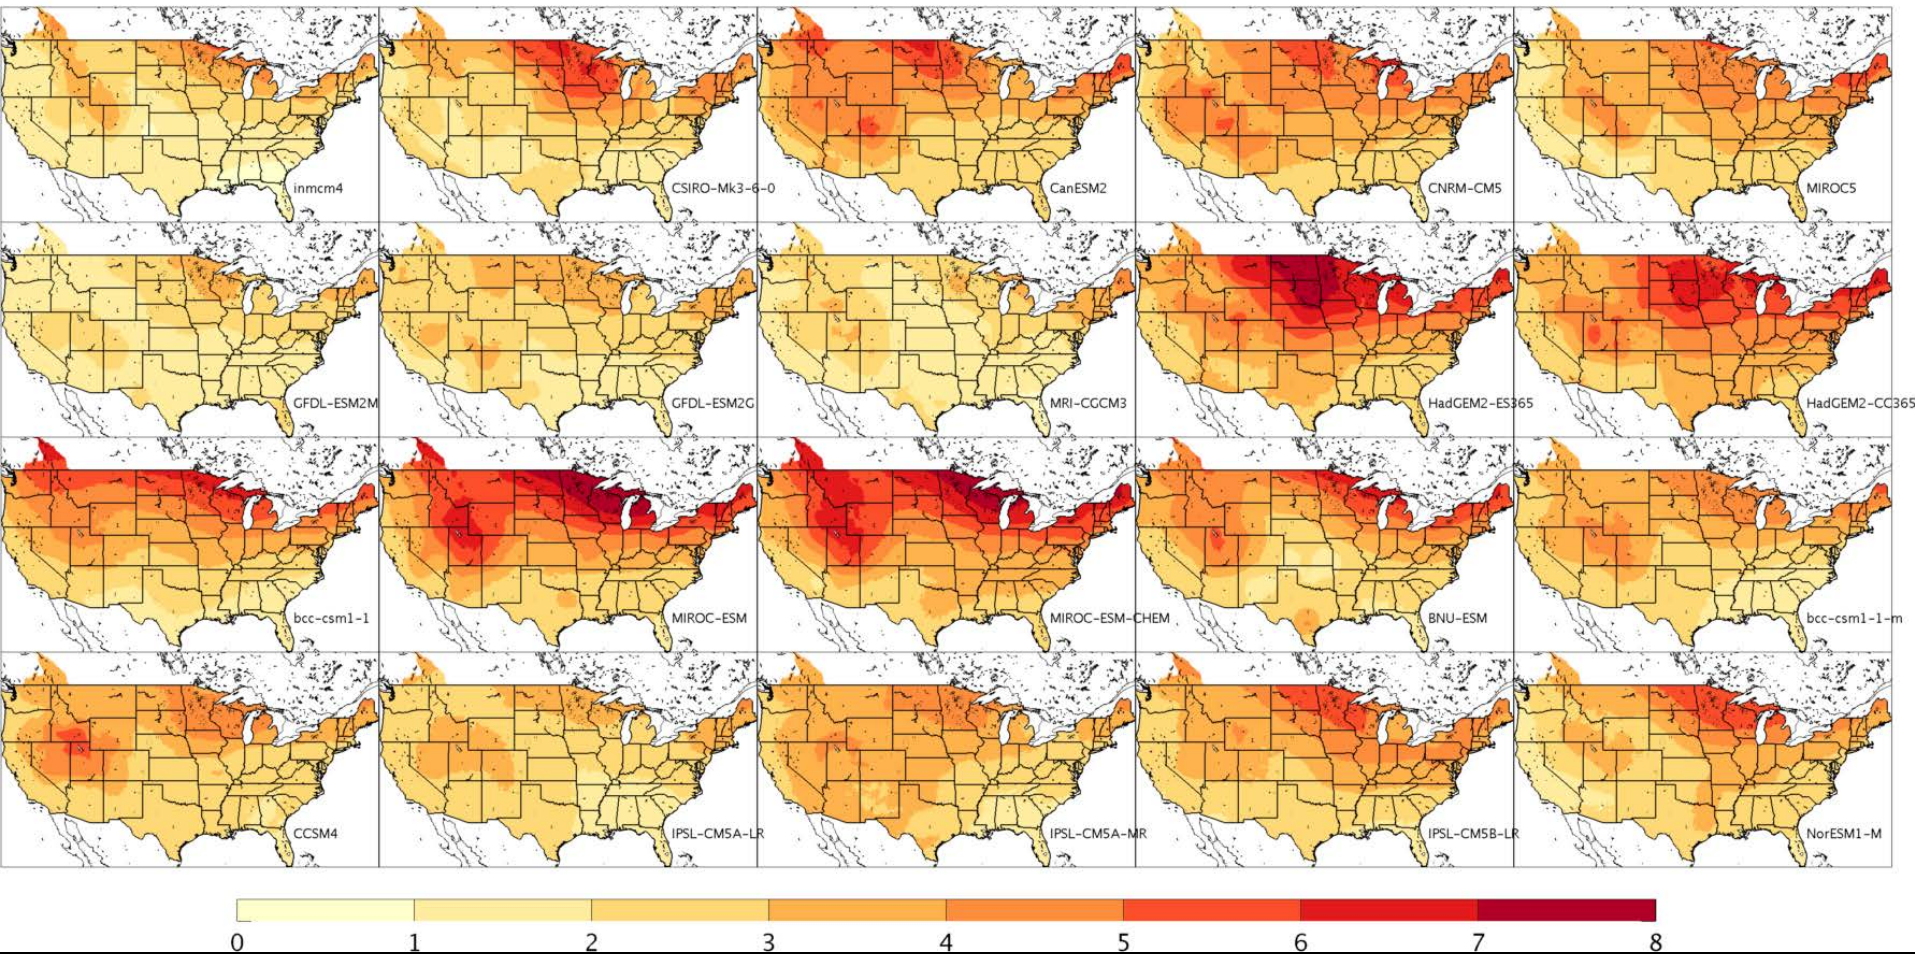 inmcm4
CSIRO-Mk3-6-0
CanESM2
CNRM-CM5
MIROC5
GFDL-ESM2M
GFDL-ESM2G
MRI-CGCM3
HadGEM2-ES365
HadGEM2-CC365
bcc-csm1-1
MIROC-ESM
MIROC-ESM-CHEM
BNU-ESM
bcc-csm1-1-m
CCSM4
IPSL-CM5A-LR
IPSL-CM5A-MR
IPSL-CM5B-LR
NorESM1-M
0 1 2 3 4 5 6 7 8